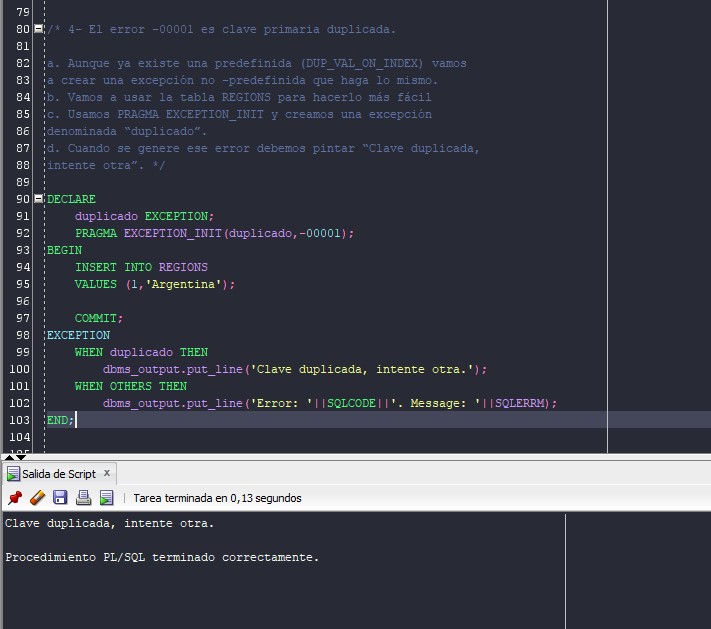 79
80 /* 4- El error -00001 es clave primaria duplicada.
81
82 a. Aunque ya existe una predefinida (DUP_VAL_ON_INDEX) vamos
83 a crear una excepción no -predefinida que haga lo mismo.
84 b. Vamos a usar la tabla REGIONS para hacerlo más fácil
85 c. Usamos PRAGMA EXCEPTION_INIT y creamos una excepción
86 denominada “duplicado”.
87 d. Cuando se genere ese error debemos pintar “Clave duplicada,
88 intente otra”. */
89
90 DECLARE
91 duplicado EXCEPTION;
92 PRAGMA EXCEPTION_INIT(duplicado,-00001);
93 BEGIN
94 INSERT INTO REGIONS
95 VALUES (1,'Argentina');
96
97 COMMIT;
98 EXCEPTION
99 WHEN duplicado THEN
100 dbms_output.put_line('Clave duplicada, intente otra.');
101 WHEN OTHERS THEN
102 dbms_output.put_line('Error: '||SQLCODE||'. Message: '||SQLERRM);
103 END;
104
105
Salida de Script x
Tarea terminada en 0,13 segundos
Clave duplicada, intente otra.
Procedimiento PL/SQL terminado correctamente.